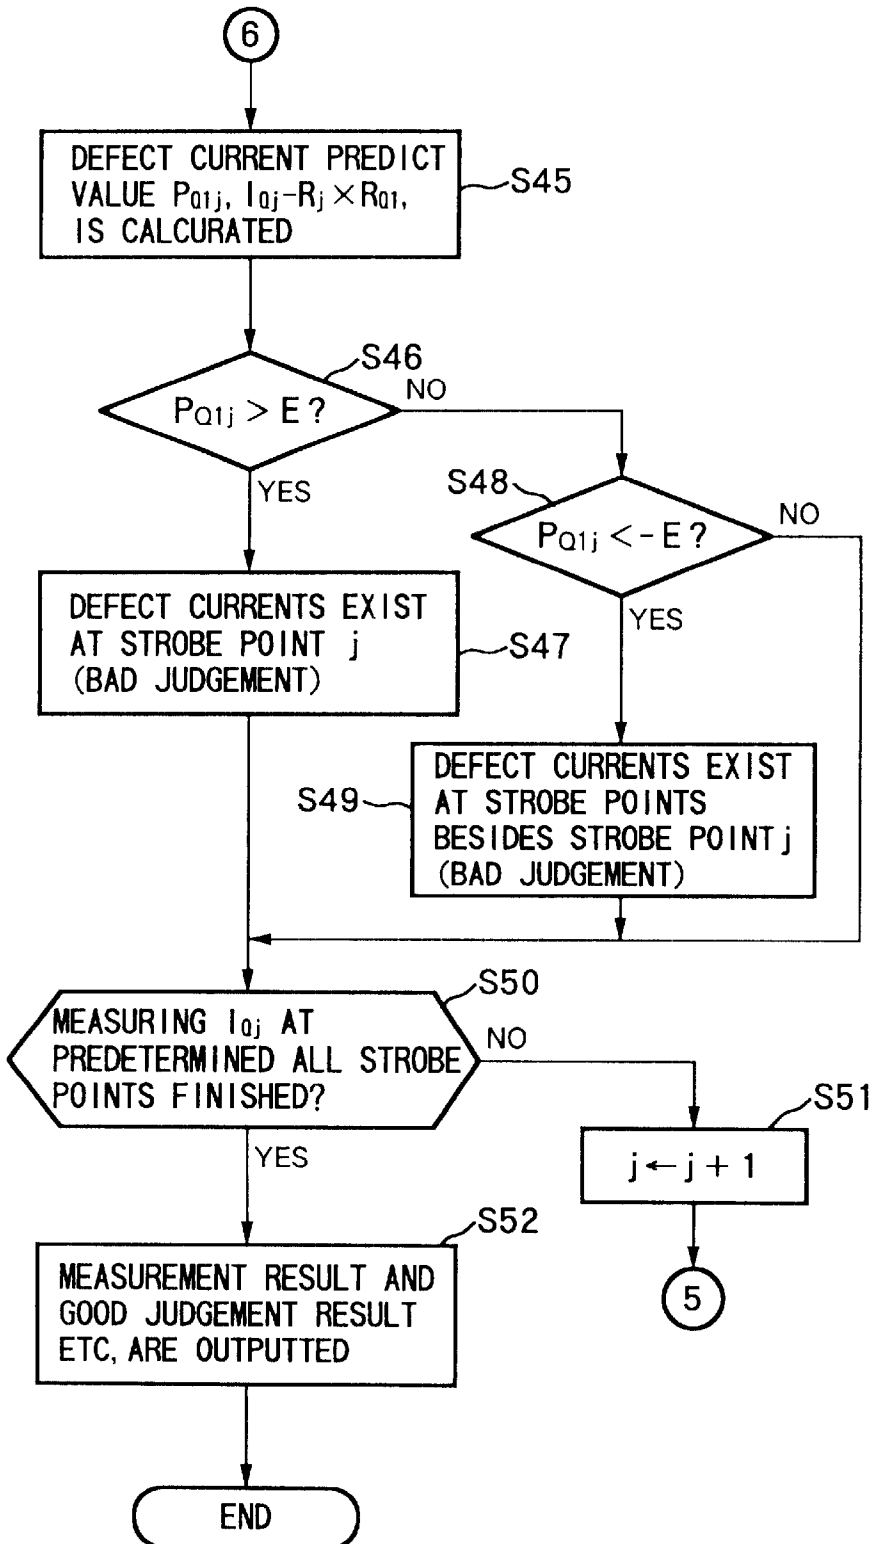 6
DEFECT CURRENT PREDICT
VALUE PQ1j, IQj-Rj×RQ1,
IS CALCURATED
S45
S46
PQ1j > E?
NO
YES
S48
PQ1j <-E?
NO
YES
DEFECT CURRENTS EXIST
AT STROBE POINT j
(BAD JUDGEMENT)
S47
S49
DEFECT CURRENTS EXIST
AT STROBE POINTS
BESIDES STROBE POINT j
(BAD JUDGEMENT)
S50
MEASURING IQj AT
PREDETERMINED ALL STROBE
POINTS FINISHED?
NO
YES
S51
j←j+1
5
S52
MEASUREMENT RESULT AND
GOOD JUDGEMENT RESULT
ETC, ARE OUTPUTTED
END